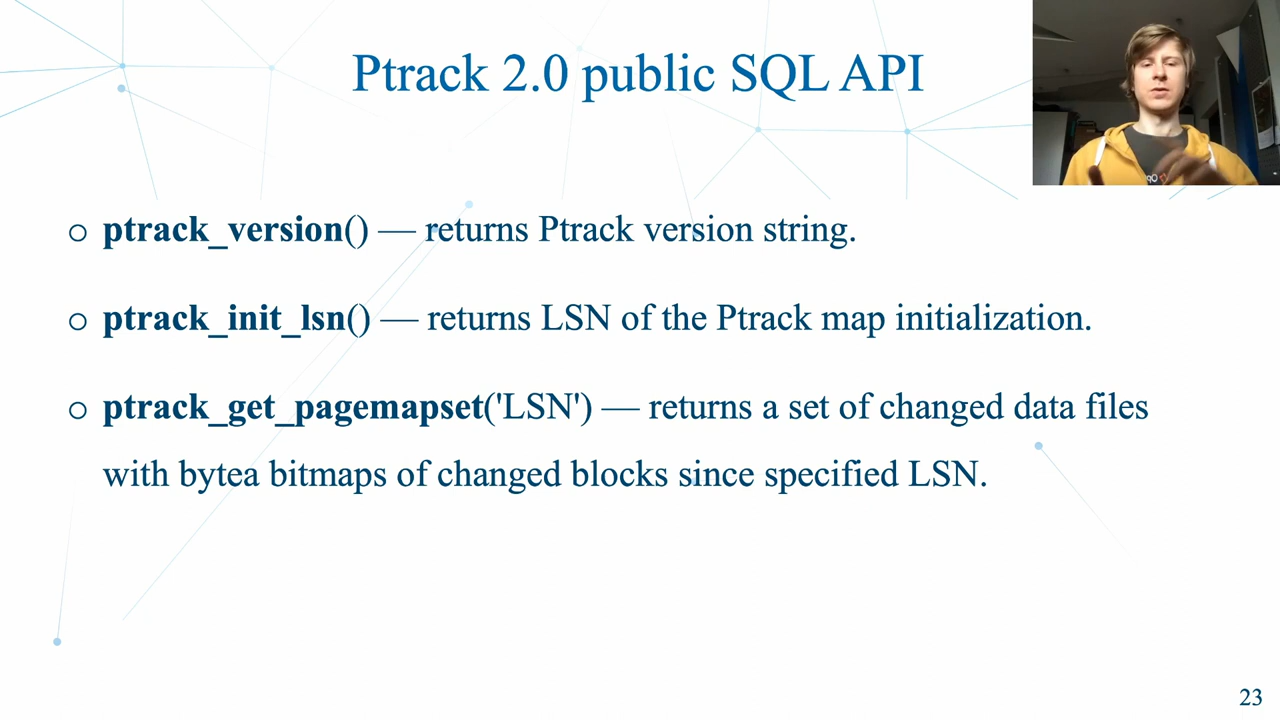 Ptrack 2.0 public SQL API
ptrack_version() — returns Ptrack version string.
ptrack_init_lsn() — returns LSN of the Ptrack map initialization.
ptrack_get_pagemapset('LSN') — returns a set of changed data files
with bytea bitmaps of changed blocks since specified LSN.
23